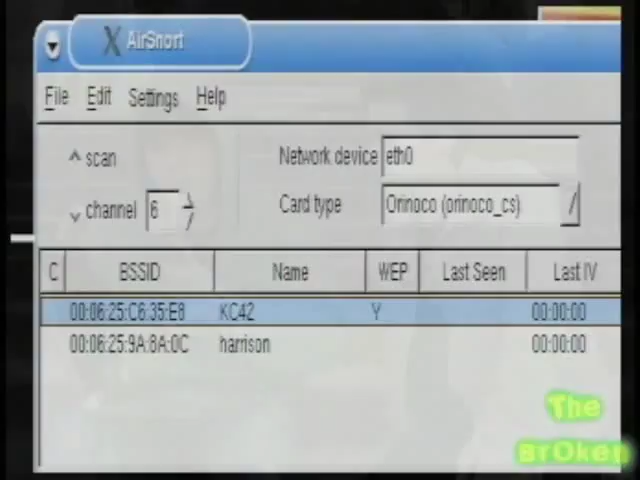 AirSnort
File Edit Settings Help
scan
Network device eth0
channel 6
Card type Orinoco (orinoco_cs)
C BSSID Name WEP Last Seen Last IV
00:06:25:C6:35:E8 KC42 Y 00:00:00
00:06:25:9A:8A:0C harrison 00:00:00
The
BrOken